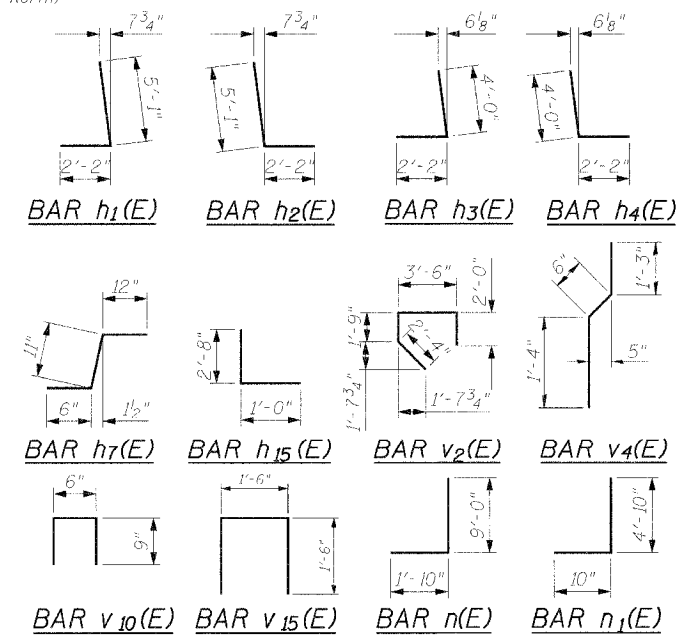 7 3/4" 7 3/4" 6 1/8" 6 1/8"
5'-1" 5'-1" 4'-0" 4'-0"
2'-2" 2'-2" 2'-2" 2'-2"
BAR h1(E) BAR h2(E) BAR h3(E) BAR h4(E)
12" 3'-6" 2'-0" 6" 1'-3"
11" 2'-8" 1'-9" 2'-4" 1'-4" 5"
6" 1 1/2" 1'-0" 1'-7 3/4" 1'-7 3/4"
BAR h7(E) BAR h15(E) BAR v2(E) BAR v4(E)
6" 1'-6"
9" 1'-6" 9'-0" 4'-10"
1'-10" 10"
BAR v10(E) BAR v15(E) BAR n(E) BAR n1(E)